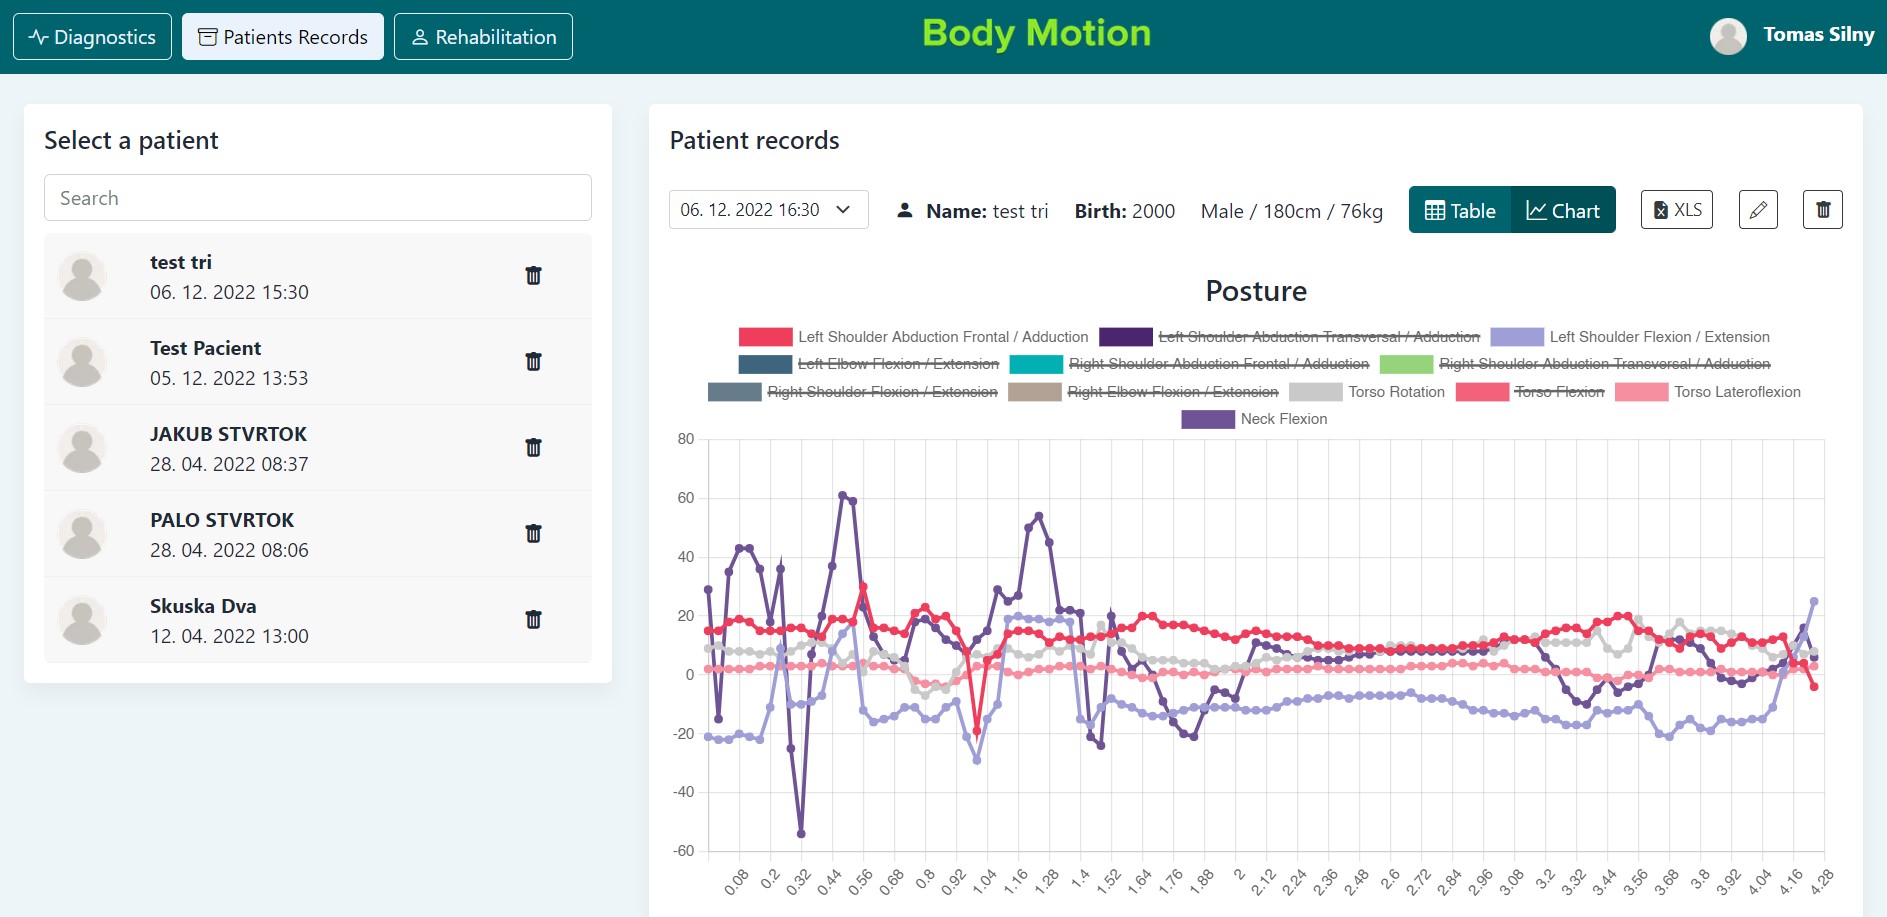 Diagnostics
Patients Records
Rehabilitation
Body Motion
Tomas Silny
Select a patient
Search
test tri
06. 12. 2022 15:30
Test Pacient
05. 12. 2022 13:53
JAKUB STVRTOK
28. 04. 2022 08:37
PALO STVRTOK
28. 04. 2022 08:06
Skuska Dva
12. 04. 2022 13:00
Patient records
06. 12. 2022 16:30
Name: test tri Birth: 2000 Male / 180cm / 76kg
Table
Chart
XLS
Posture
Left Shoulder Abduction Frontal / Adduction Left Shoulder Abduction Transversal / Adduction Left Shoulder Flexion / Extension
Left Elbow Flexion / Extension Right Shoulder Abduction Frontal / Adduction Right Shoulder Abduction Transversal / Adduction
Right Shoulder Flexion / Extension Right Elbow Flexion / Extension Torso Rotation Torso Flexion Torso Lateroflexion
Neck Flexion
80
60
40
20
0
-20
-40
-60
0.08 0.2 0.32 0.44 0.56 0.68 0.8 0.92 1.04 1.16 1.28 1.4 1.52 1.64 1.76 1.88 2 2.12 2.24 2.36 2.48 2.6 2.72 2.84 2.96 3.08 3.2 3.32 3.44 3.56 3.68 3.8 3.92 4.04 4.16 4.28